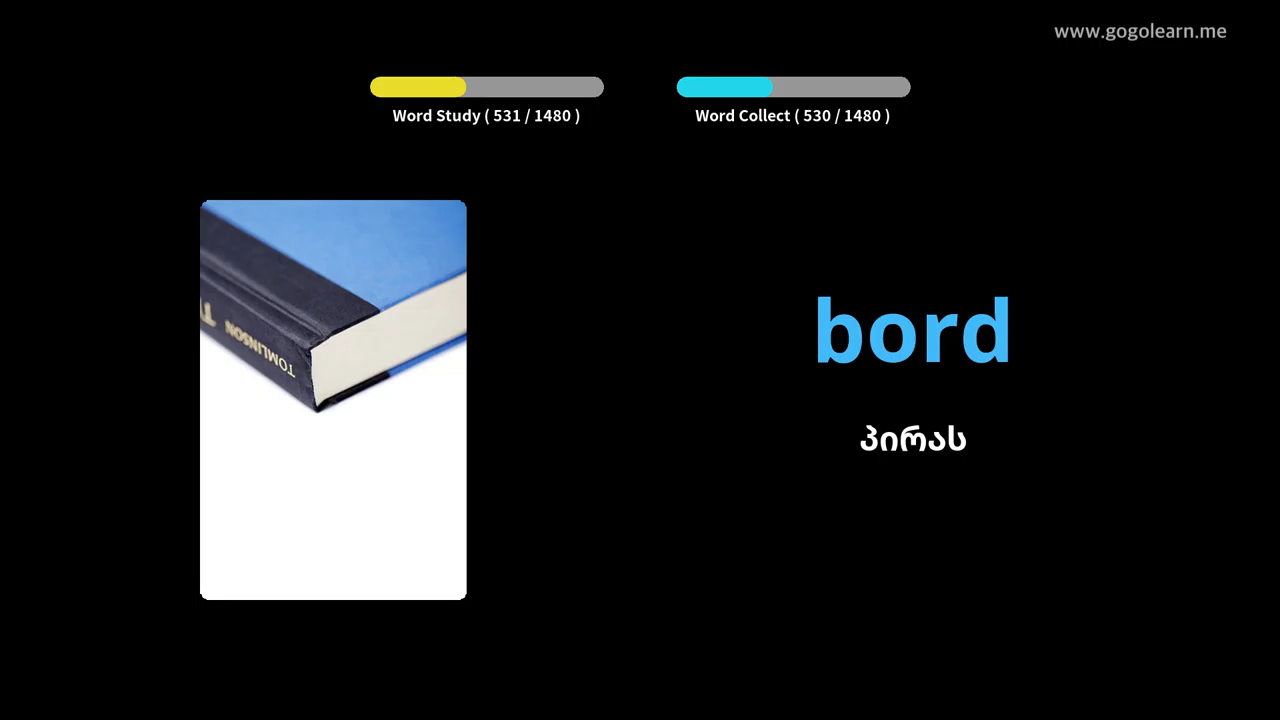 www.gogolearn.me
Word Study ( 531 / 1480 )
Word Collect ( 530 / 1480 )
TOMLINSON T
bord
პირას